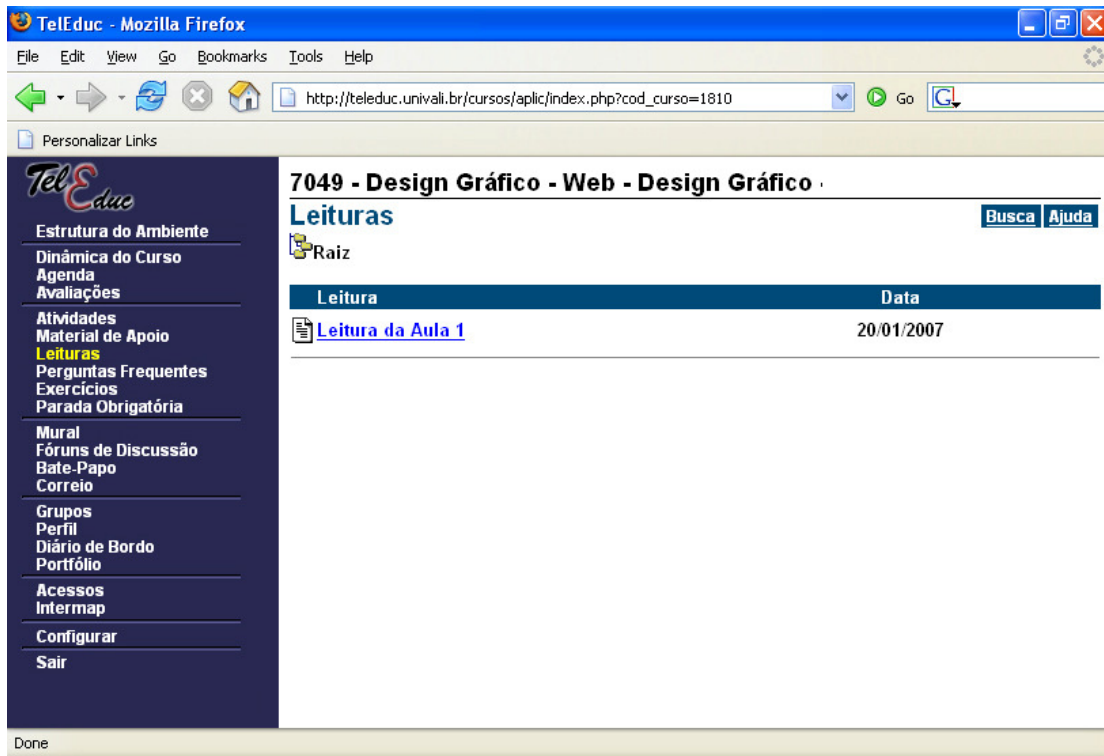 TelEduc - Mozilla Firefox
File Edit View Go Bookmarks Tools Help
http://teleduc.univali.br/cursos/aplic/index.php?cod_curso=1810 Go G
Personalizar Links
TelEduc
Estrutura do Ambiente
Dinâmica do Curso
Agenda
Avaliações
Atividades
Material de Apoio
Leituras
Perguntas Frequentes
Exercícios
Parada Obrigatória
Mural
Fóruns de Discussão
Bate-Papo
Correio
Grupos
Perfil
Diário de Bordo
Portfólio
Acessos
Intermap
Configurar
Sair
7049 - Design Gráfico - Web - Design Gráfico
Leituras
Busca Ajuda
Raiz
Leitura Data
Leitura da Aula 1 20/01/2007
Done